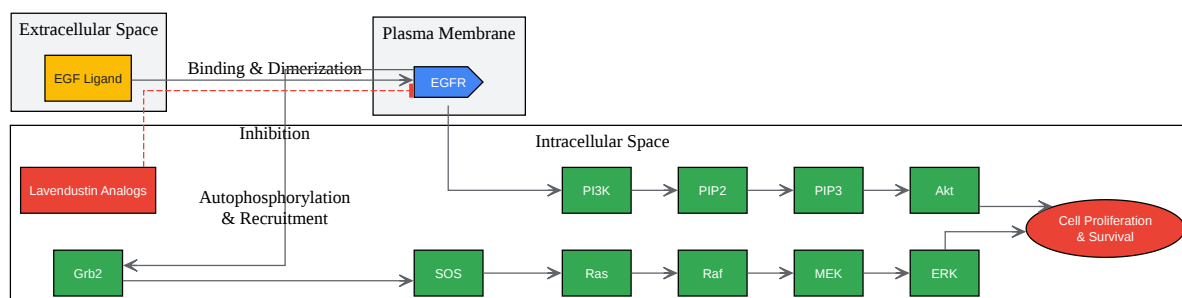 Extracellular Space
Plasma Membrane
EGF Ligand
Binding & Dimerization
EGFR
Inhibition
Intracellular Space
Lavendustin Analogs
Autophosphorylation
& Recruitment
PI3K
PIP2
PIP3
Akt
Cell Proliferation
& Survival
Grb2
SOS
Ras
Raf
MEK
ERK